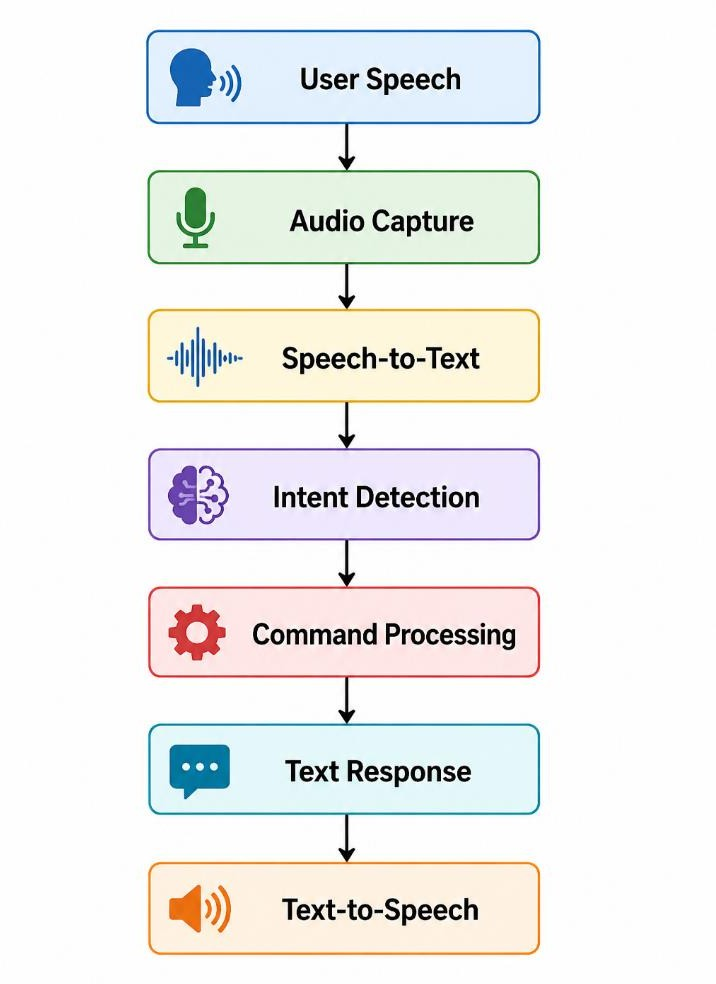 User Speech
Audio Capture
Speech-to-Text
Intent Detection
Command Processing
Text Response
Text-to-Speech